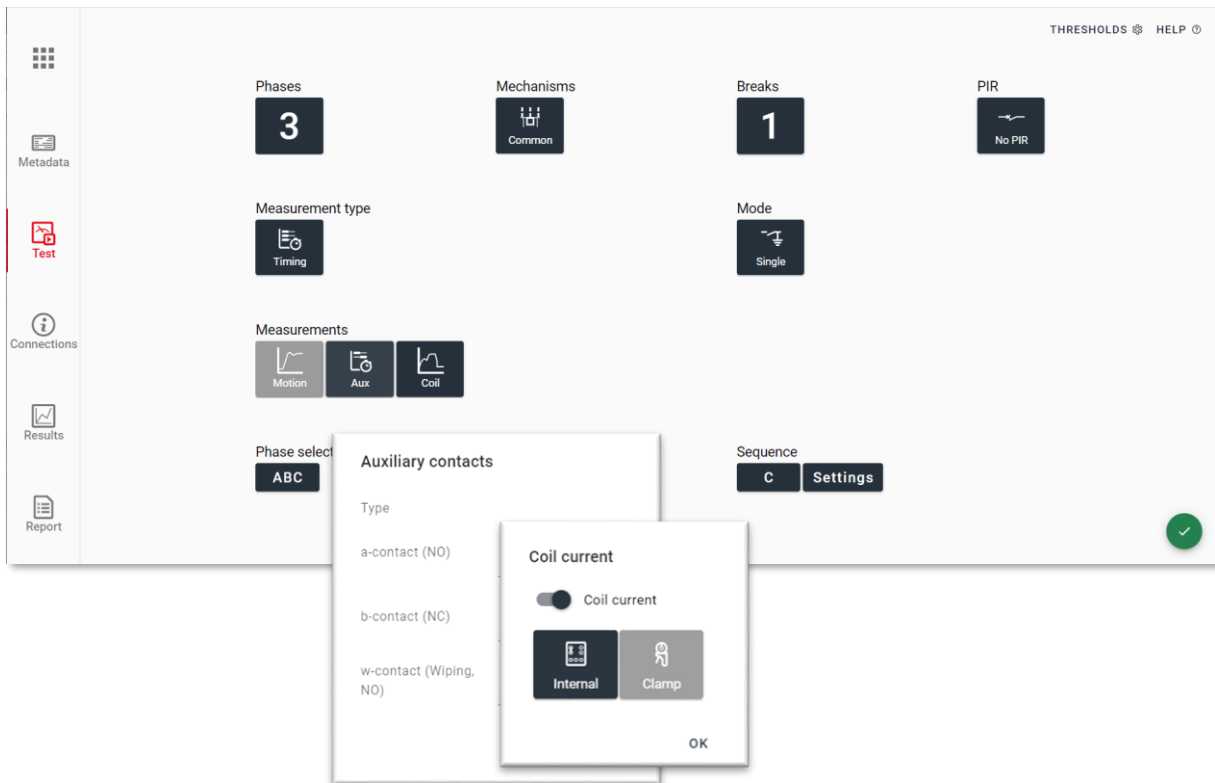 THRESHOLDS HELP
Metadata
Test
Connections
Results
Report
Phases
3
Mechanisms
Common
Breaks
1
PIR
No PIR
Measurement type
Timing
Mode
Single
Measurements
Motion
Aux
Coil
Phase select
ABC
Sequence
C
Settings
Auxiliary contacts
Type
a-contact (NO)
b-contact (NC)
w-contact (Wiping,
NO)
Coil current
Coil current
Internal
Clamp
OK